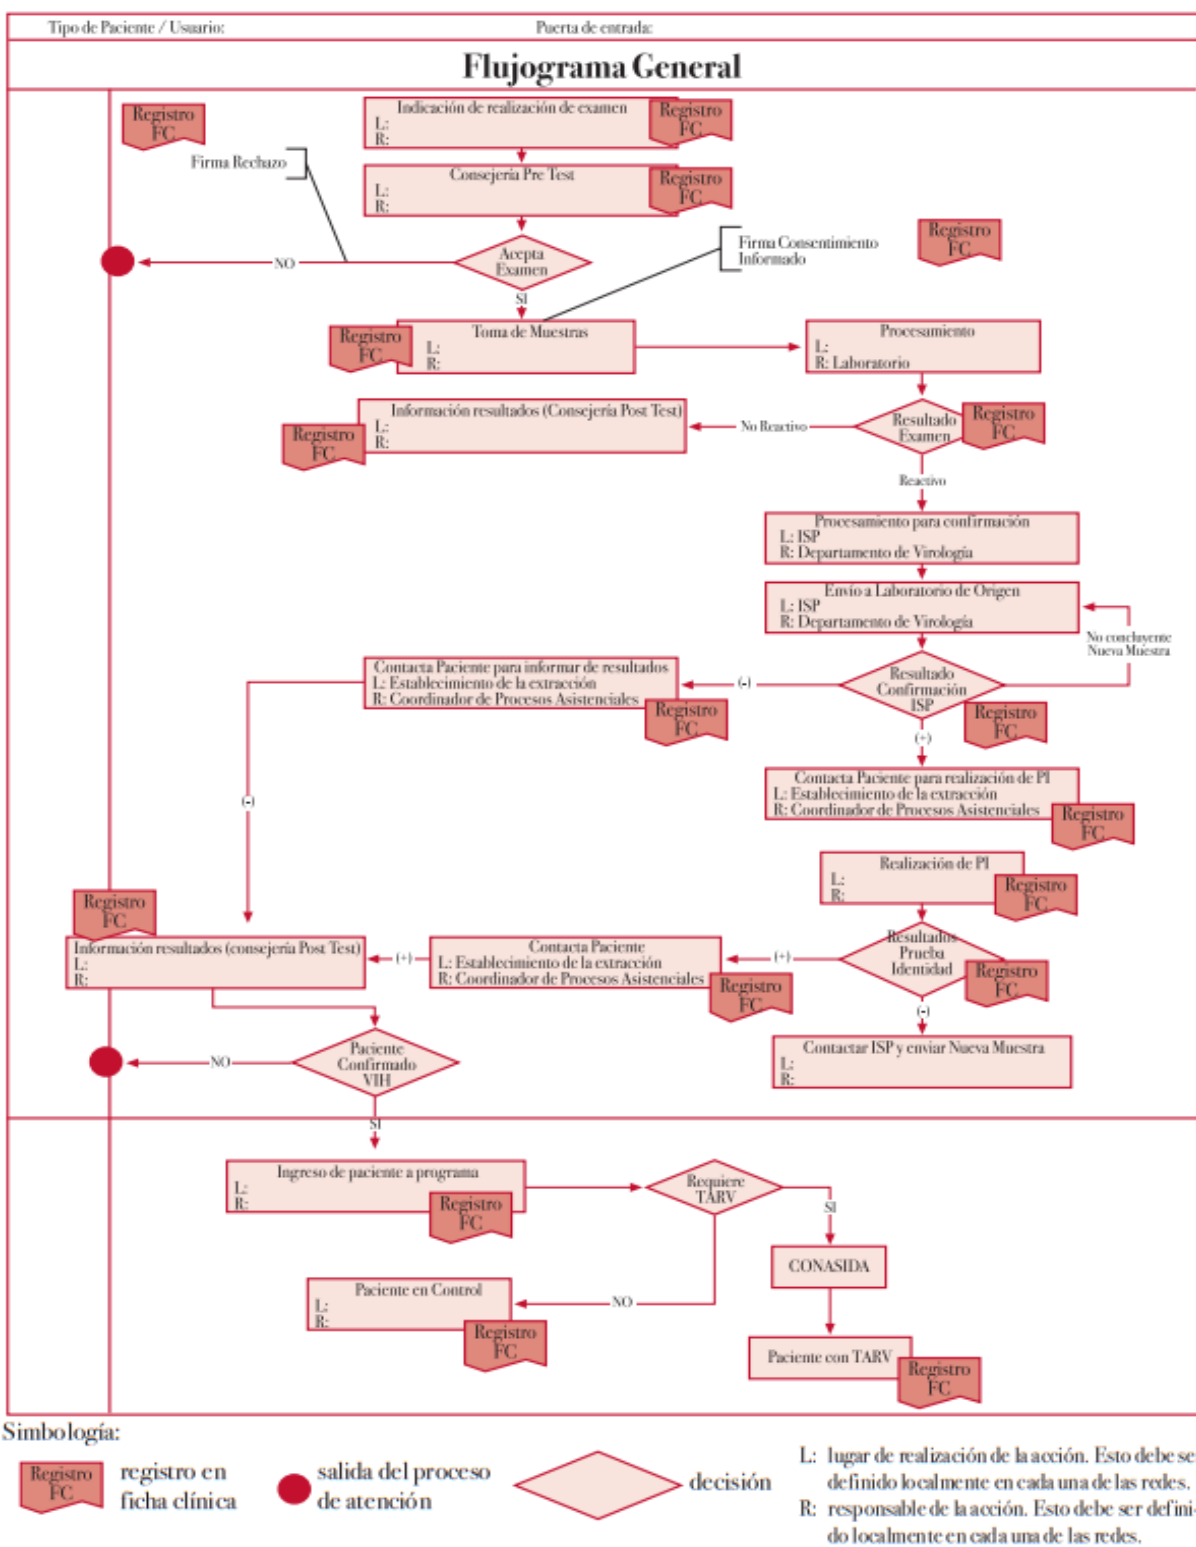 Tipo de Paciente / Usuario:
Puerta de entrada:
Flujograma General
Registro
FC
Indicación de realización de examen
L:
R:
Registro
FC
Firma Rechazo
Consejería Pre Test
L:
R:
Registro
FC
Acepta
Examen
NO
SI
Firma Consentimiento
Informado
Registro
FC
Registro
FC
Toma de Muestras
L:
R:
Procesamiento
L:
R: Laboratorio
Información resultados (Consejería Post Test)
L:
R:
Registro
FC
No Reactivo
Resultado
Examen
Registro
FC
Reactivo
Procesamiento para confirmación
L: ISP
R: Departamento de Virología
Envío a Laboratorio de Origen
L: ISP
R: Departamento de Virología
No concluyente
Nueva Muestra
Contacta Paciente para informar de resultados
L: Establecimiento de la extracción
R: Coordinador de Procesos Asistenciales
Registro
FC
(-)
Resultado
Confirmación
ISP
Registro
FC
(+)
(-)
Contacta Paciente para realización de PI
L: Establecimiento de la extracción
R: Coordinador de Procesos Asistenciales
Registro
FC
Realización de PI
L:
R:
Registro
FC
Registro
FC
Información resultados (consejería Post Test)
L:
R:
(+)
Contacta Paciente
L: Establecimiento de la extracción
R: Coordinador de Procesos Asistenciales
Registro
FC
(+)
Resultados
Prueba
Identidad
Registro
FC
(-)
Contactar ISP y enviar Nueva Muestra
L:
R:
Paciente
Confirmado
VIH
NO
SI
Ingreso de paciente a programa
L:
R:
Registro
FC
Requiere
TARV
SI
CONASIDA
NO
Paciente en Control
L:
R:
Registro
FC
Paciente con TARV
Registro
FC
Simbología:
Registro
FC
registro en
ficha clínica
salida del proceso
de atención
decisión
L: lugar de realización de la acción. Esto debe se
definido localmente en cada una de las redes.
R: responsable de la acción. Esto debe ser defini-
do localmente en cada una de las redes.